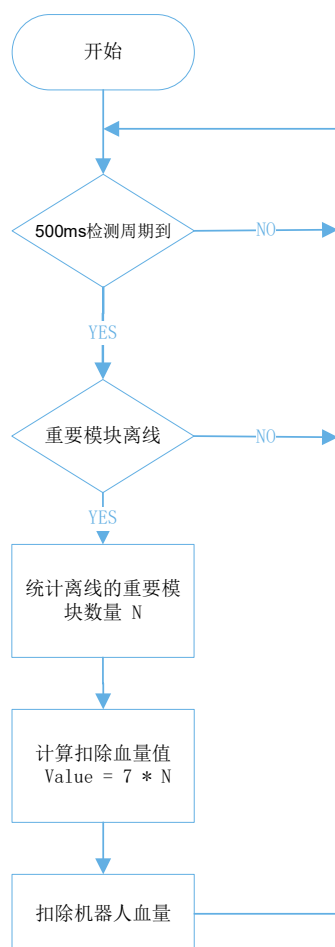 开始
500ms检测周期到
NO
YES
重要模块离线
NO
YES
统计离线的重要模
块数量 N
计算扣除血量值
Value = 7 * N
扣除机器人血量